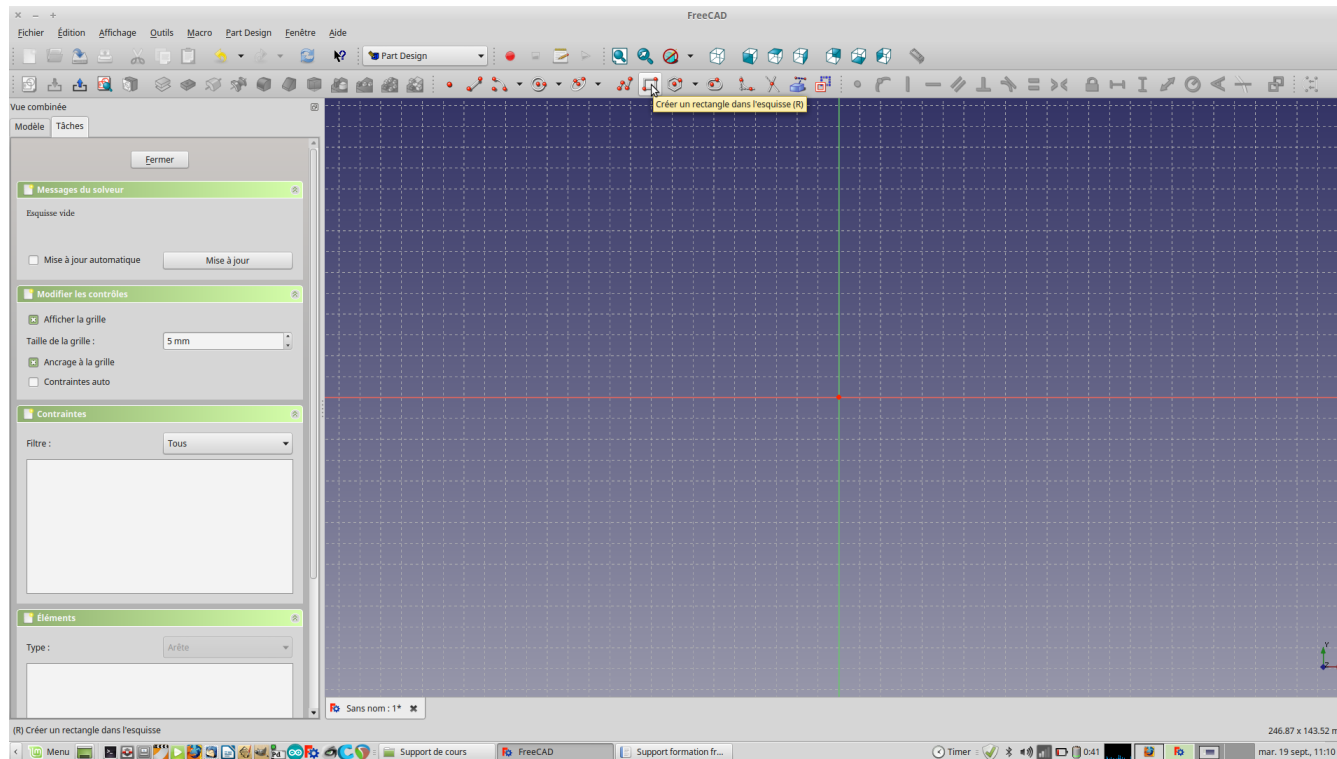 FreeCAD
Fichier Édition Affichage Outils Macro Part Design Fenêtre Aide
Part Design
Créer un rectangle dans l'esquisse (R)
Vue combinée
Modèle Tâches
Fermer
Messages du solveur
Esquisse vide
Mise à jour automatique Mise à jour
Modifier les contrôles
Afficher la grille
Taille de la grille : 5 mm
Ancrage à la grille
Contraintes auto
Contraintes
Filtre : Tous
Éléments
Type : Arête
Y
Sans nom : 1*
(R) Créer un rectangle dans l'esquisse
246.87 x 143.52 m
Menu Support de cours FreeCAD Support formation fr... Timer 0:41 mar. 19 sept., 11:10